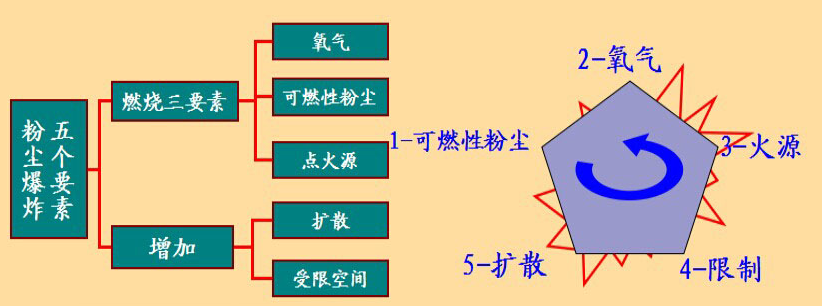 粉尘爆炸
五个要素
燃烧三要素
增加
氧气
可燃性粉尘
点火源
扩散
受限空间
2-氧气
1-可燃性粉尘
3-火源
5-扩散
4-限制